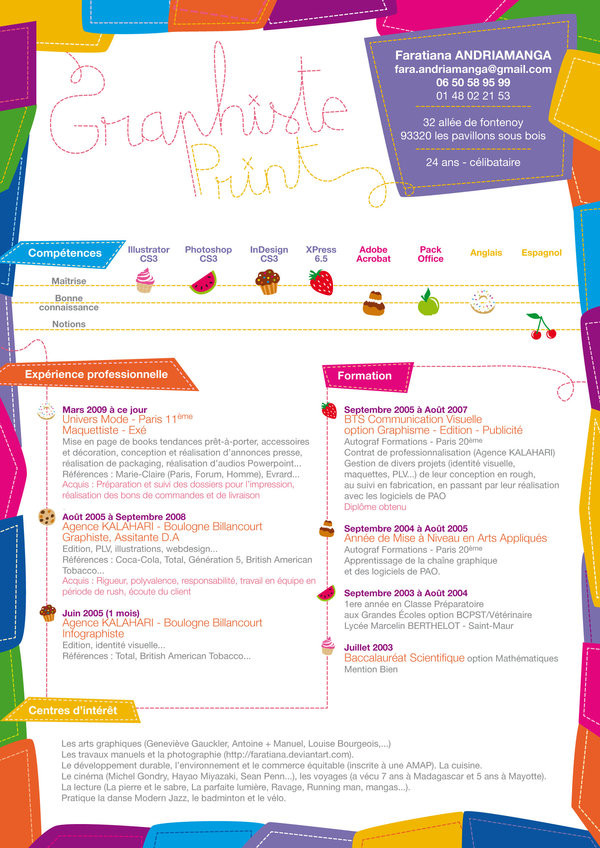 Graphiste
Print
Faratiana ANDRIAMANGA
fara.andriamanga@gmail.com
06 50 58 95 99
01 48 02 21 53
32 allée de fontenoy
93320 les pavillons sous bois
24 ans - célibataire
Compétences
Illustrator
CS3
Photoshop
CS3
InDesign
CS3
XPress
6.5
Adobe
Acrobat
Pack
Office
Anglais
Espagnol
Maîtrise
Bonne
connaissance
Notions
Expérience professionnelle
Mars 2009 à ce jour
Univers Mode - Paris 11ème
Maquettiste - Exé
Mise en page de books tendances prêt-à-porter, accessoires
et décoration, conception et réalisation d'annonces presse,
réalisation de packaging, réalisation d'audios Powerpoint...
Références : Marie-Claire (Paris, Forum, Homme), Evrard...
Acquis : Préparation et suivi des dossiers pour l'impression,
réalisation des bons de commandes et de livraison
Août 2005 à Septembre 2008
Agence KALAHARI - Boulogne Billancourt
Graphiste, Assitante D.A
Edition, PLV, illustrations, webdesign...
Références : Coca-Cola, Total, Génération 5, British American
Tobacco...
Acquis : Rigueur, polyvalence, responsabilité, travail en équipe en
période de rush, écoute du client
Juin 2005 (1 mois)
Agence KALAHARI - Boulogne Billancourt
Infographiste
Edition, identité visuelle...
Références : Total, British American Tobacco...
Formation
Septembre 2005 à Août 2007
BTS Communication Visuelle
option Graphisme - Edition - Publicité
Autograf Formations - Paris 20ème
Contrat de professionnalisation (Agence KALAHARI)
Gestion de divers projets (identité visuelle,
maquettes, PLV...) de leur conception en rough,
au suivi en fabrication, en passant par leur réalisation
avec les logiciels de PAO
Diplôme obtenu
Septembre 2004 à Août 2005
Année de Mise à Niveau en Arts Appliqués
Autograf Formations - Paris 20ème
Apprentissage de la chaîne graphique
et des logiciels de PAO.
Septembre 2003 à Août 2004
1ere année en Classe Préparatoire
aux Grandes Écoles option BCPST/Vétérinaire
Lycée Marcelin BERTHELOT - Saint-Maur
Juillet 2003
Baccalauréat Scientifique option Mathématiques
Mention Bien
Centres d'intérêt
Les arts graphiques (Geneviève Gauckler, Antoine + Manuel, Louise Bourgeois,...)
Les travaux manuels et la photographie (http://faratiana.deviantart.com).
Le développement durable, l'environnement et le commerce équitable (inscrite à une AMAP). La cuisine.
Le cinéma (Michel Gondry, Hayao Miyazaki, Sean Penn...), les voyages (a vécu 7 ans à Madagascar et 5 ans à Mayotte).
La lecture (La pierre et le sabre, La parfaite lumière, Ravage, Running man, mangas...).
Pratique la danse Modern Jazz, le badminton et le vélo.